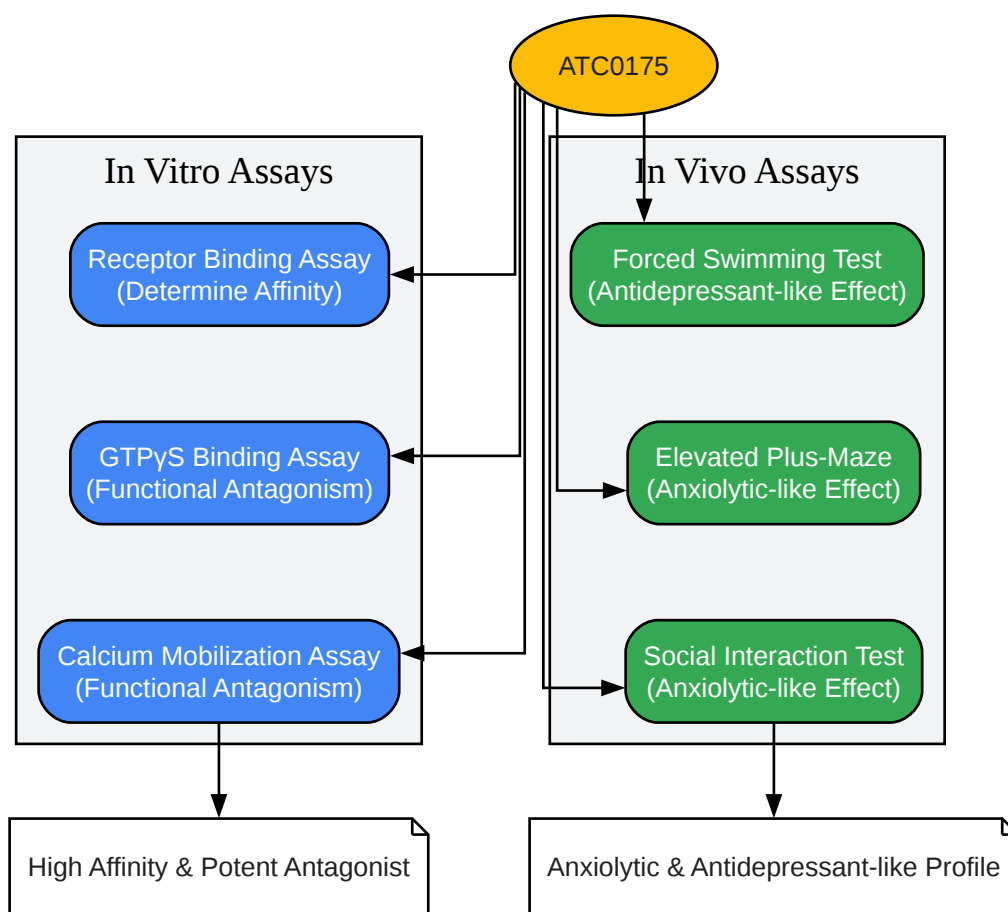 ATC0175
In Vitro Assays
Receptor Binding Assay
(Determine Affinity)
GTPγS Binding Assay
(Functional Antagonism)
Calcium Mobilization Assay
(Functional Antagonism)
High Affinity & Potent Antagonist
In Vivo Assays
Forced Swimming Test
(Antidepressant-like Effect)
Elevated Plus-Maze
(Anxiolytic-like Effect)
Social Interaction Test
(Anxiolytic-like Effect)
Anxiolytic & Antidepressant-like Profile